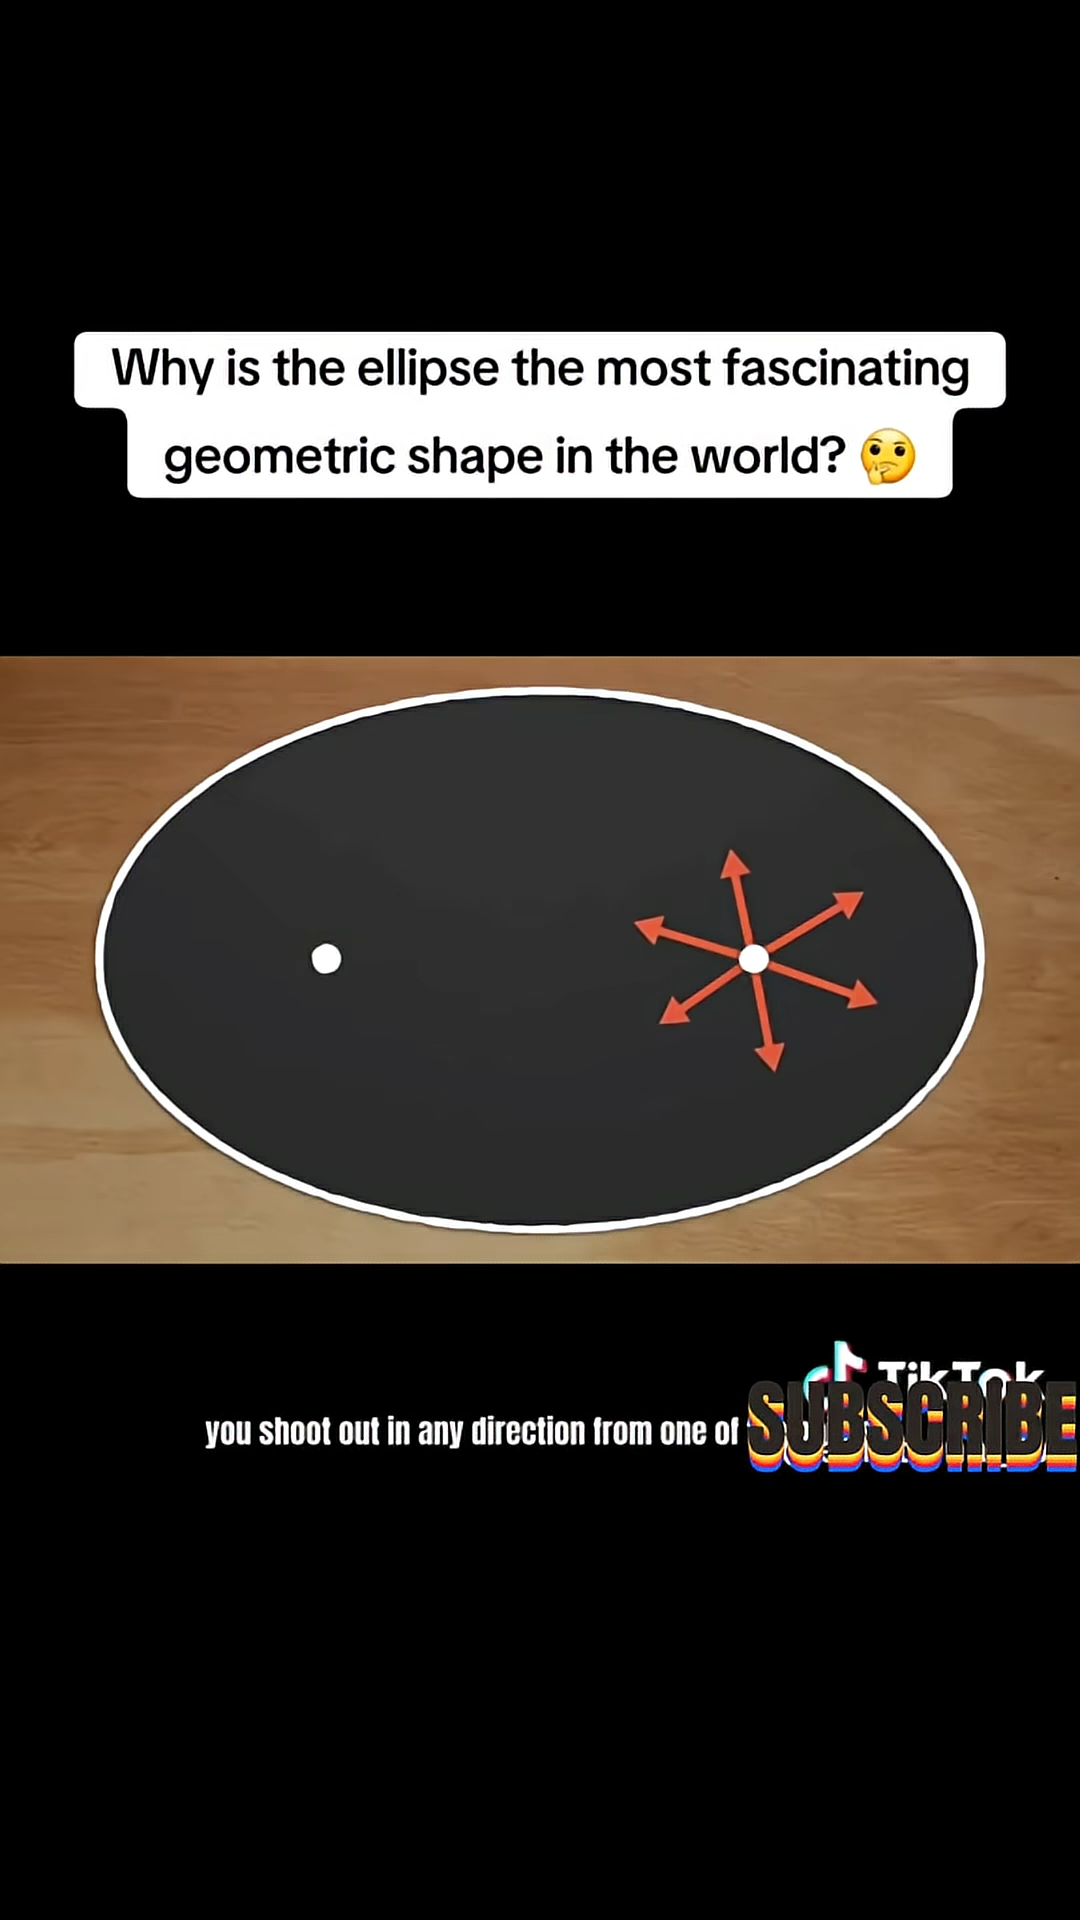 Why is the ellipse the most fascinating
geometric shape in the world? 🤔
TikTok
you shoot out in any direction from one of
SUBSCRIBE